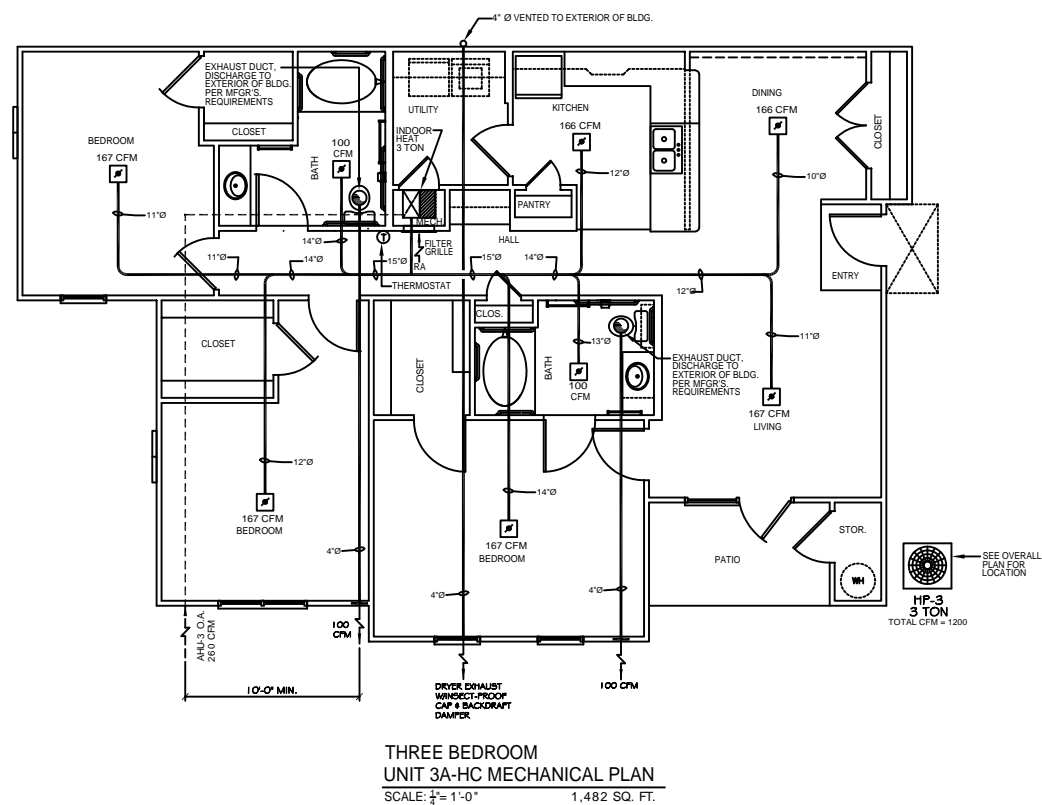 4" Ø VENTED TO EXTERIOR OF BLDG.
EXHAUST DUCT,
DISCHARGE TO
EXTERIOR OF BLDG.
PER MFGR'S.
REQUIREMENTS
CLOSET
BEDROOM
167 CFM
11"Ø
BATH
100
CFM
14"Ø
UTILITY
INDOOR
HEAT
3 TON
MECH.
KITCHEN
166 CFM
12"Ø
PANTRY
DINING
166 CFM
10"Ø
CLOSET
ENTRY
HALL
FILTER
GRILLE
RA
T
THERMOSTAT
11"Ø
14"Ø
15"Ø
15"Ø
14"Ø
12"Ø
CLOSET
CLOS.
CLOSET
BATH
13"Ø
100
CFM
EXHAUST DUCT,
DISCHARGE TO
EXTERIOR OF BLDG.
PER MFGR'S.
REQUIREMENTS
11"Ø
167 CFM
LIVING
12"Ø
167 CFM
BEDROOM
14"Ø
167 CFM
BEDROOM
4"Ø
4"Ø
4"Ø
PATIO
STOR.
WH
SEE OVERALL
PLAN FOR
LOCATION
HP-3
3 TON
TOTAL CFM = 1200
AHU-3 O.A.
260 CFM
100
CFM
10'-0" MIN.
DRYER EXHAUST
W/INSECT-PROOF
CAP & BACKDRAFT
DAMPER
100 CFM
THREE BEDROOM
UNIT 3A-HC MECHANICAL PLAN
SCALE: 1/4"= 1'-0" 1,482 SQ. FT.